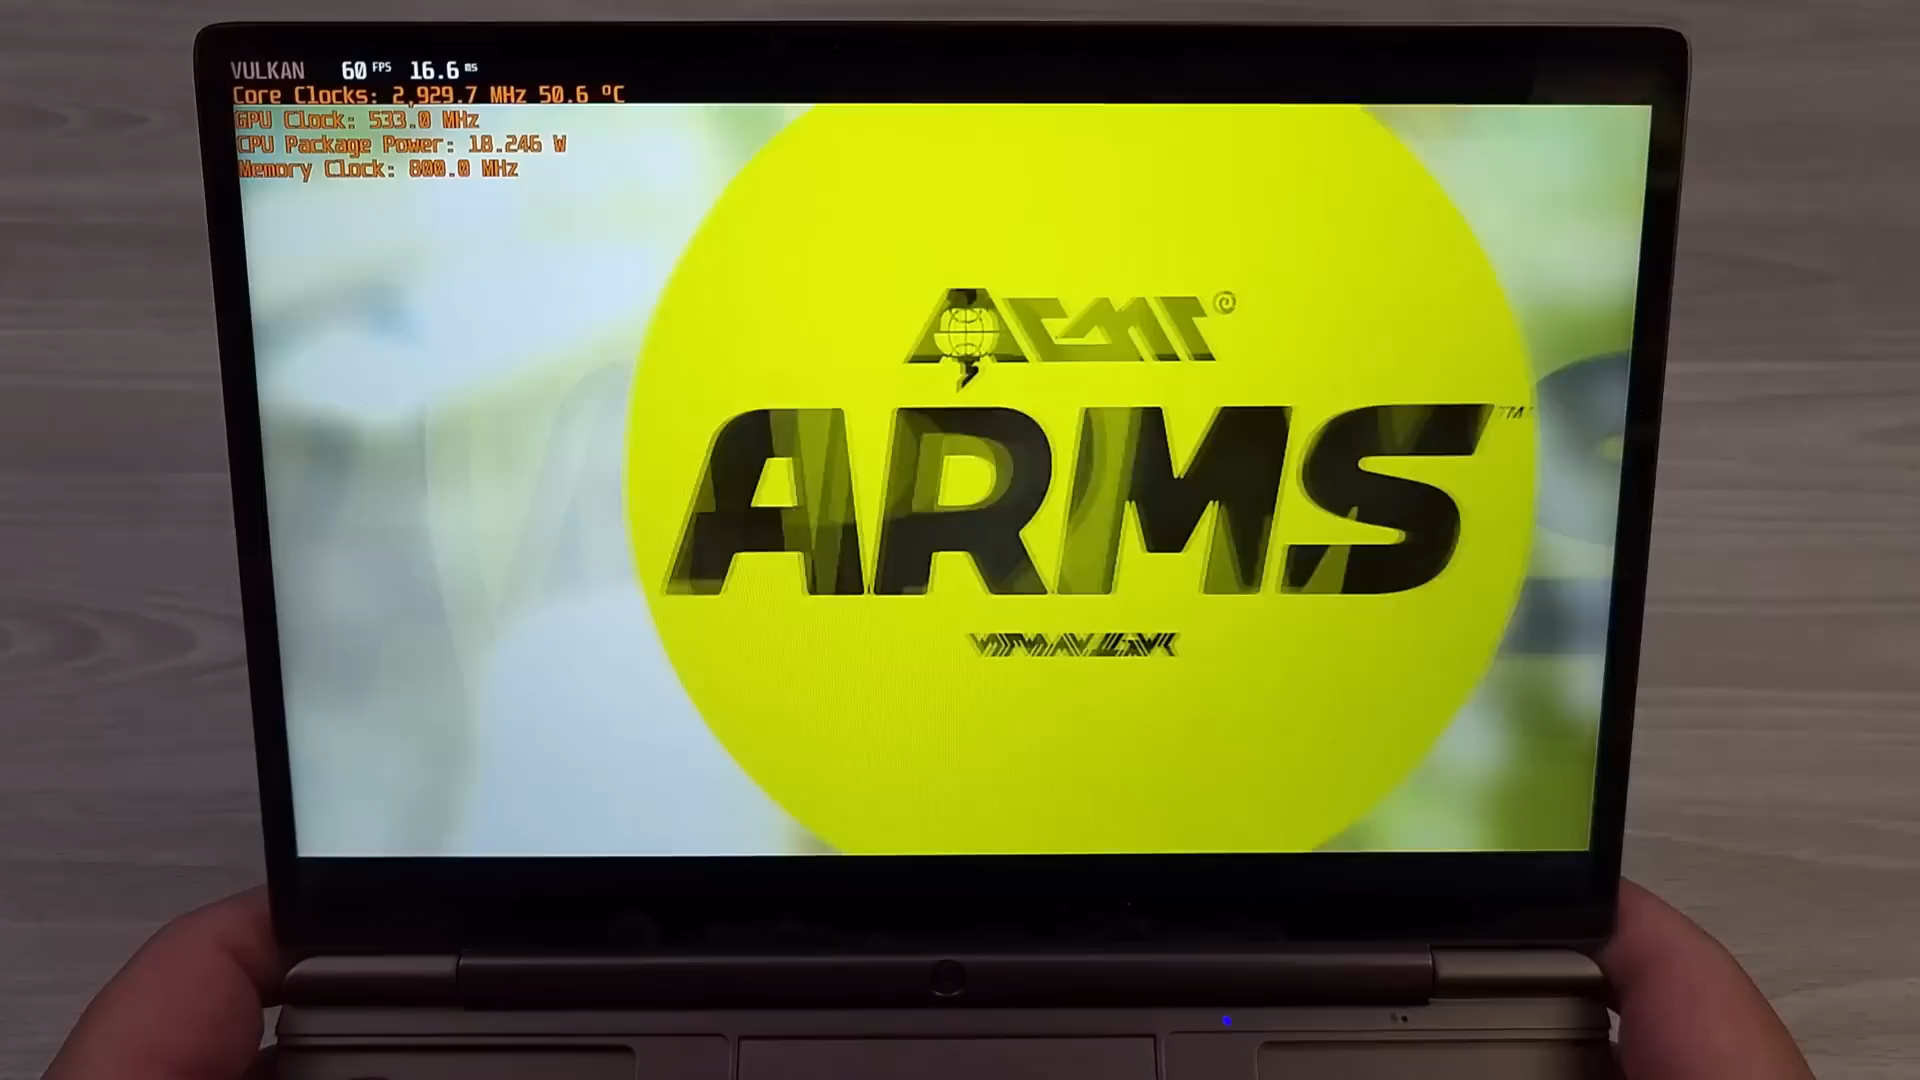 VULKAN 60 FPS 16.6 ms
Core Clocks: 2,929.7 MHz 50.6 °C
GPU Clock: 533.0 MHz
CPU Package Power: 18.246 W
Memory Clock: 800.0 MHz
ARMS™